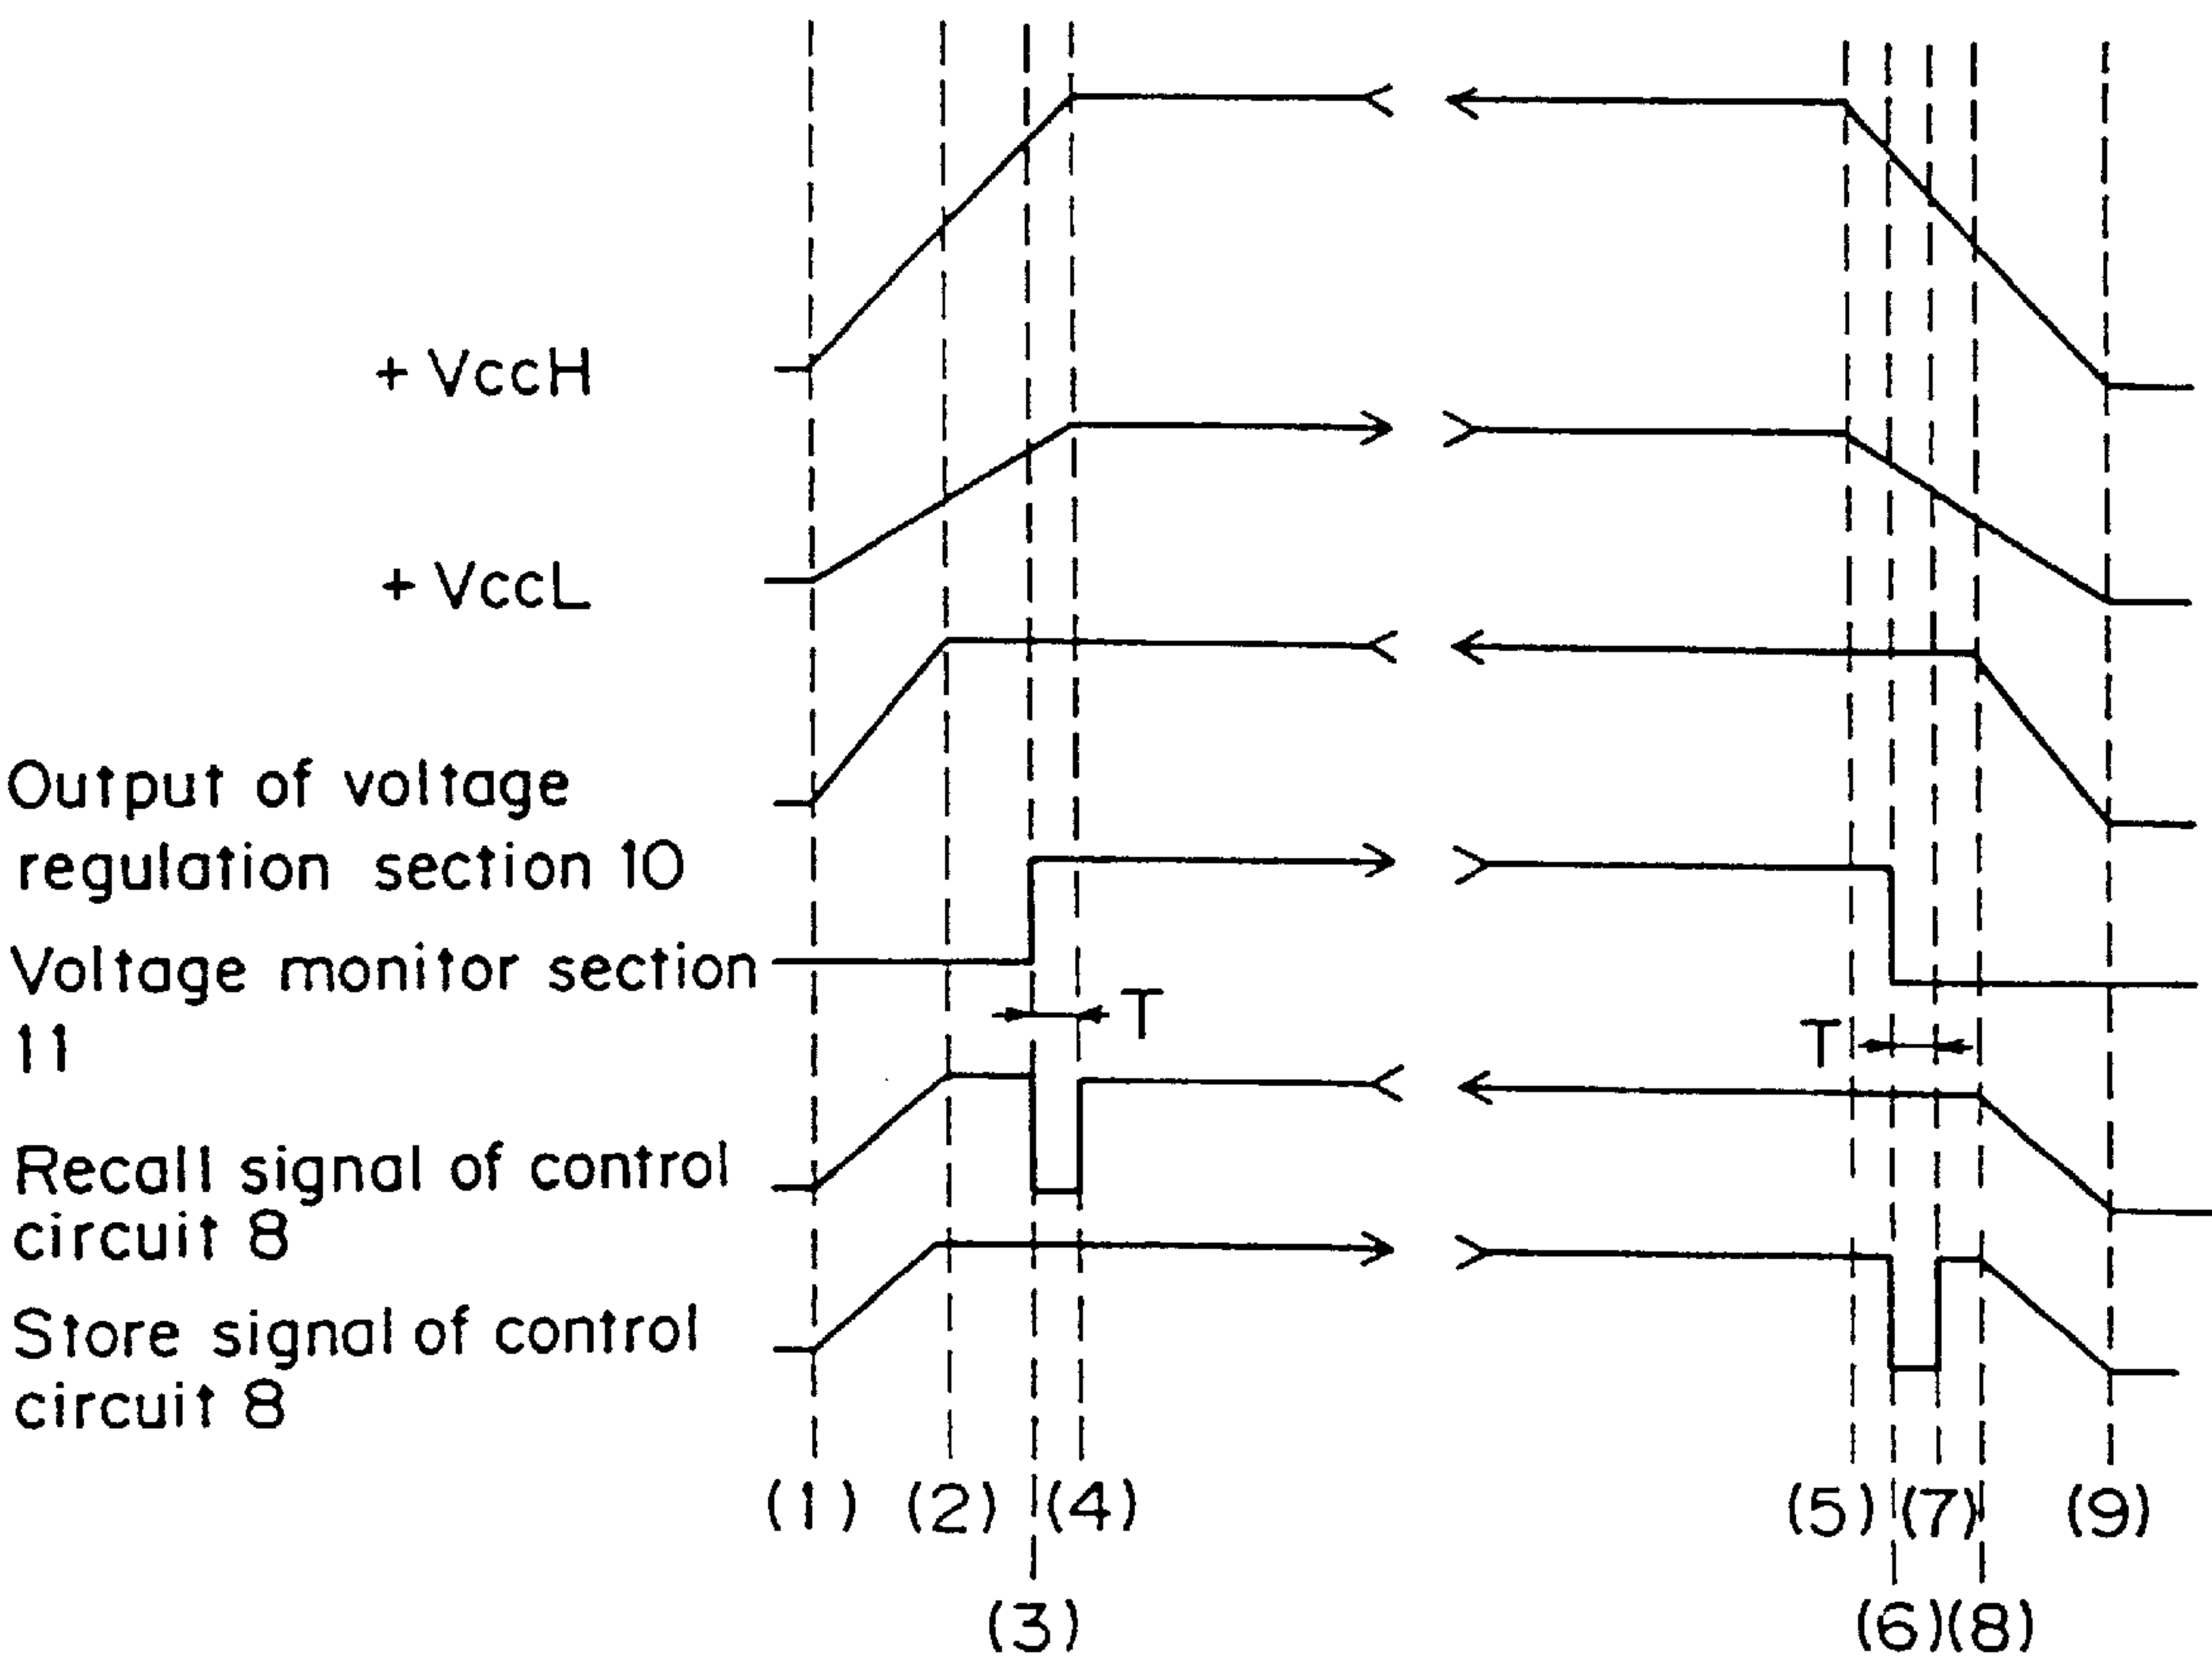 + VccH
+ VccL
Output of voltage
regulation section 10
Voltage monitor section
11
T
T
Recall signal of control
circuit 8
Store signal of control
circuit 8
(1) (2) (4) (5) (7) (9)
(3) (6) (8)